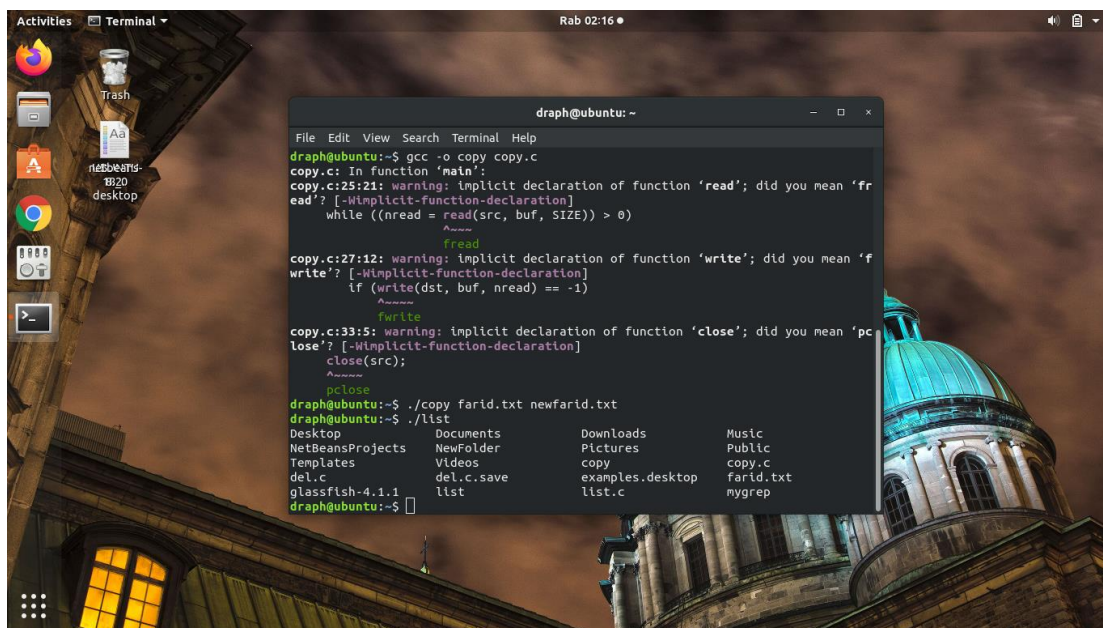 Activities Terminal Rab 02:16
Trash
desktop
draph@ubuntu: ~
File Edit View Search Terminal Help
draph@ubuntu:~$ gcc -o copy copy.c
copy.c: In function ‘main’:
copy.c:25:21: warning: implicit declaration of function ‘read’; did you mean ‘fr
ead’? [-Wimplicit-function-declaration]
while ((nread = read(src, buf, SIZE)) > 0)
^~~~
fread
copy.c:27:12: warning: implicit declaration of function ‘write’; did you mean ‘f
write’? [-Wimplicit-function-declaration]
if (write(dst, buf, nread) == -1)
^~~~~
fwrite
copy.c:33:5: warning: implicit declaration of function ‘close’; did you mean ‘pc
lose’? [-Wimplicit-function-declaration]
close(src);
^~~~~
pclose
draph@ubuntu:~$ ./copy farid.txt newfarid.txt
draph@ubuntu:~$ ./list
Desktop Documents Downloads Music
NetBeansProjects NewFolder Pictures Public
Templates Videos copy copy.c
del.c del.c.save examples.desktop farid.txt
glassfish-4.1.1 list list.c mygrep
draph@ubuntu:~$